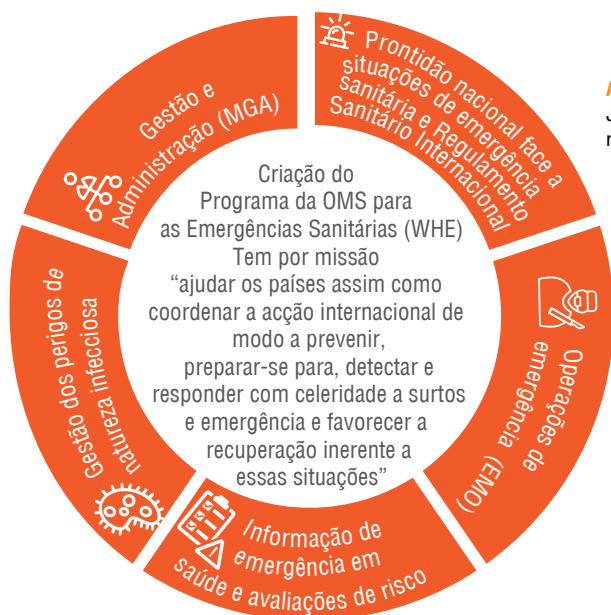 Prontidão nacional face a
situações de emergência
sanitária e Regulamento
Sanitário Internacional
Operações de
emergência (EMO)
Informação de
emergência em
saúde e avaliações de risco
Gestão dos perigos de
natureza infecciosa
Gestão e
Administração (MGA)
Criação do
Programa da OMS para
as Emergências Sanitárias (WHE)
Tem por missão
“ajudar os países assim como
coordenar a acção internacional de
modo a prevenir,
preparar-se para, detectar e
responder com celeridade a surtos
e emergência e favorecer a
recuperação inerente a
essas situações”